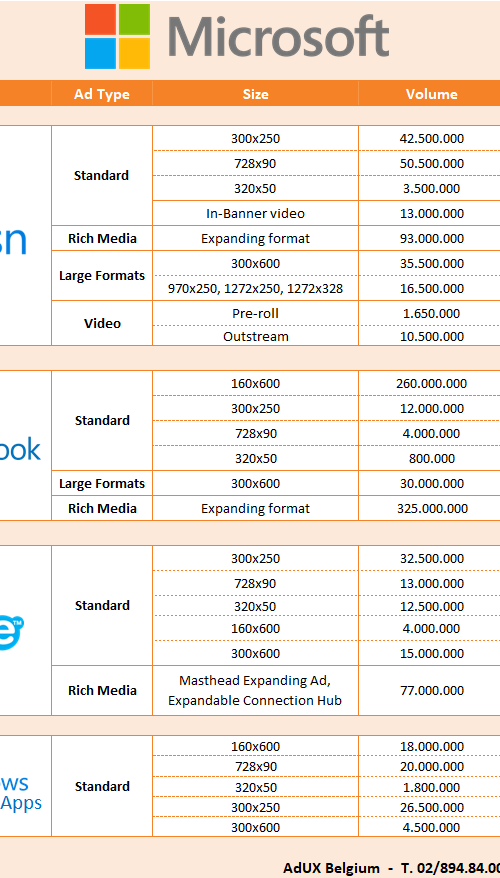 Microsoft
Ad Type Size Volume
sn
Standard
300x250 42.500.000
728x90 50.500.000
320x50 3.500.000
In-Banner video 13.000.000
Rich Media Expanding format 93.000.000
Large Formats
300x600 35.500.000
970x250, 1272x250, 1272x328 16.500.000
Video
Pre-roll 1.650.000
Outstream 10.500.000
ook
Standard
160x600 260.000.000
300x250 12.000.000
728x90 4.000.000
320x50 800.000
Large Formats 300x600 30.000.000
Rich Media Expanding format 325.000.000
e™
Standard
300x250 32.500.000
728x90 13.000.000
320x50 12.500.000
160x600 4.000.000
300x600 15.000.000
Rich Media
Masthead Expanding Ad,
Expandable Connection Hub
77.000.000
ows
Apps
Standard
160x600 18.000.000
728x90 20.000.000
320x50 1.800.000
300x250 26.500.000
300x600 4.500.000
AdUX Belgium - T. 02/894.84.00